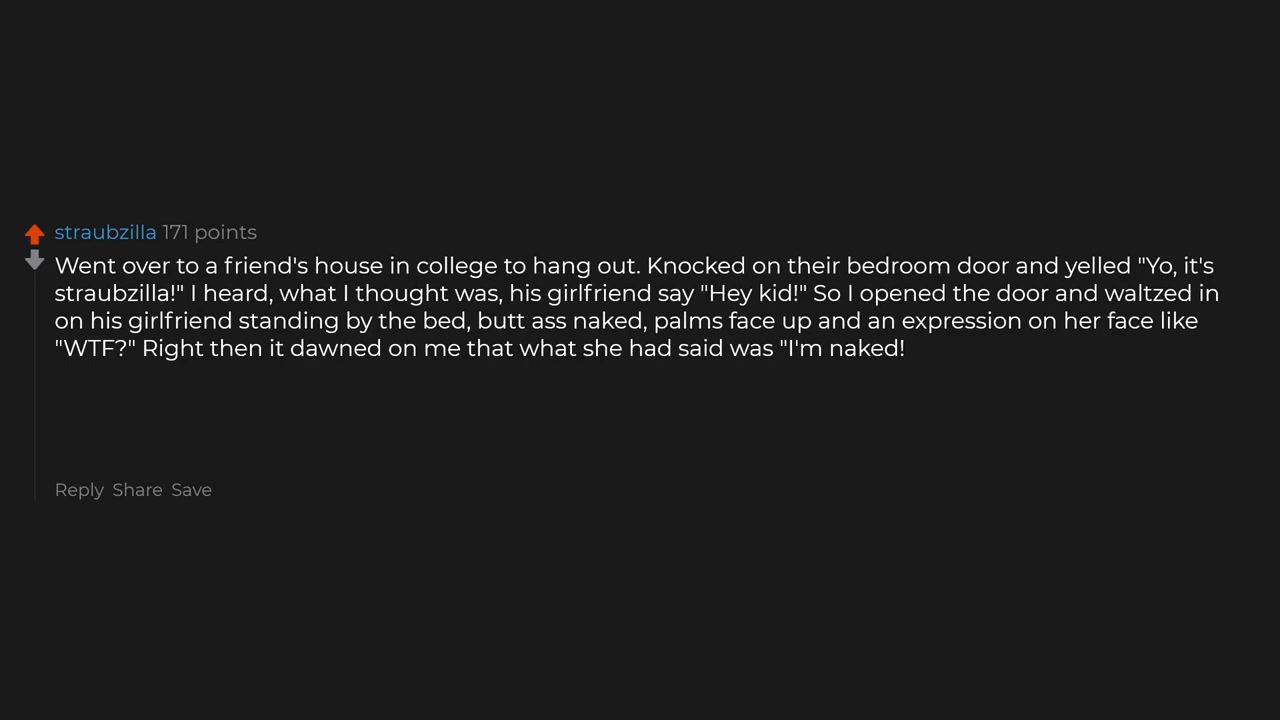 straubzilla 171 points
Went over to a friend's house in college to hang out. Knocked on their bedroom door and yelled "Yo, it's
straubzilla!" I heard, what I thought was, his girlfriend say "Hey kid!" So I opened the door and waltzed in
on his girlfriend standing by the bed, butt ass naked, palms face up and an expression on her face like
"WTF?" Right then it dawned on me that what she had said was "I'm naked!
Reply Share Save